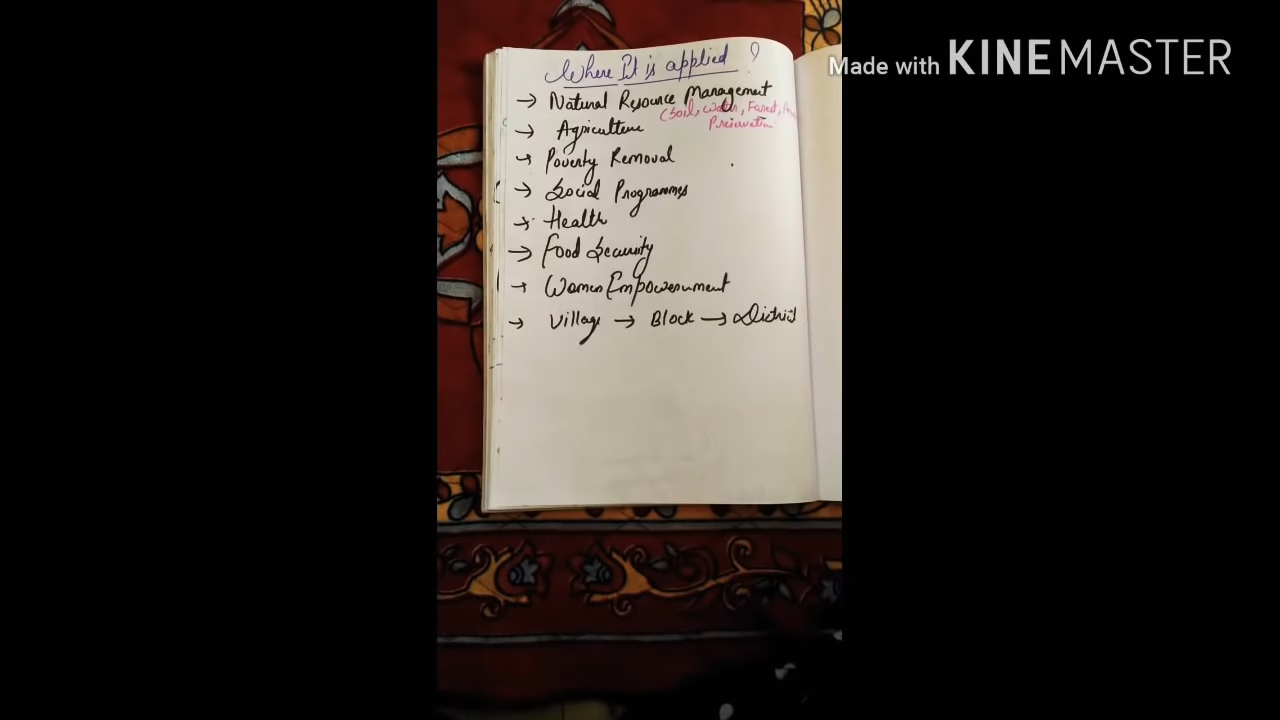 Made with KINEMASTER
Where It is applied ?
→ Natural Resource Management
(Soil, Water, Forest,
Preservation
→ Agriculture
→ Poverty Removal
→ Social Programmes
→ Health
→ Food Security
→ Women Empowernment
→ Village → Block → District